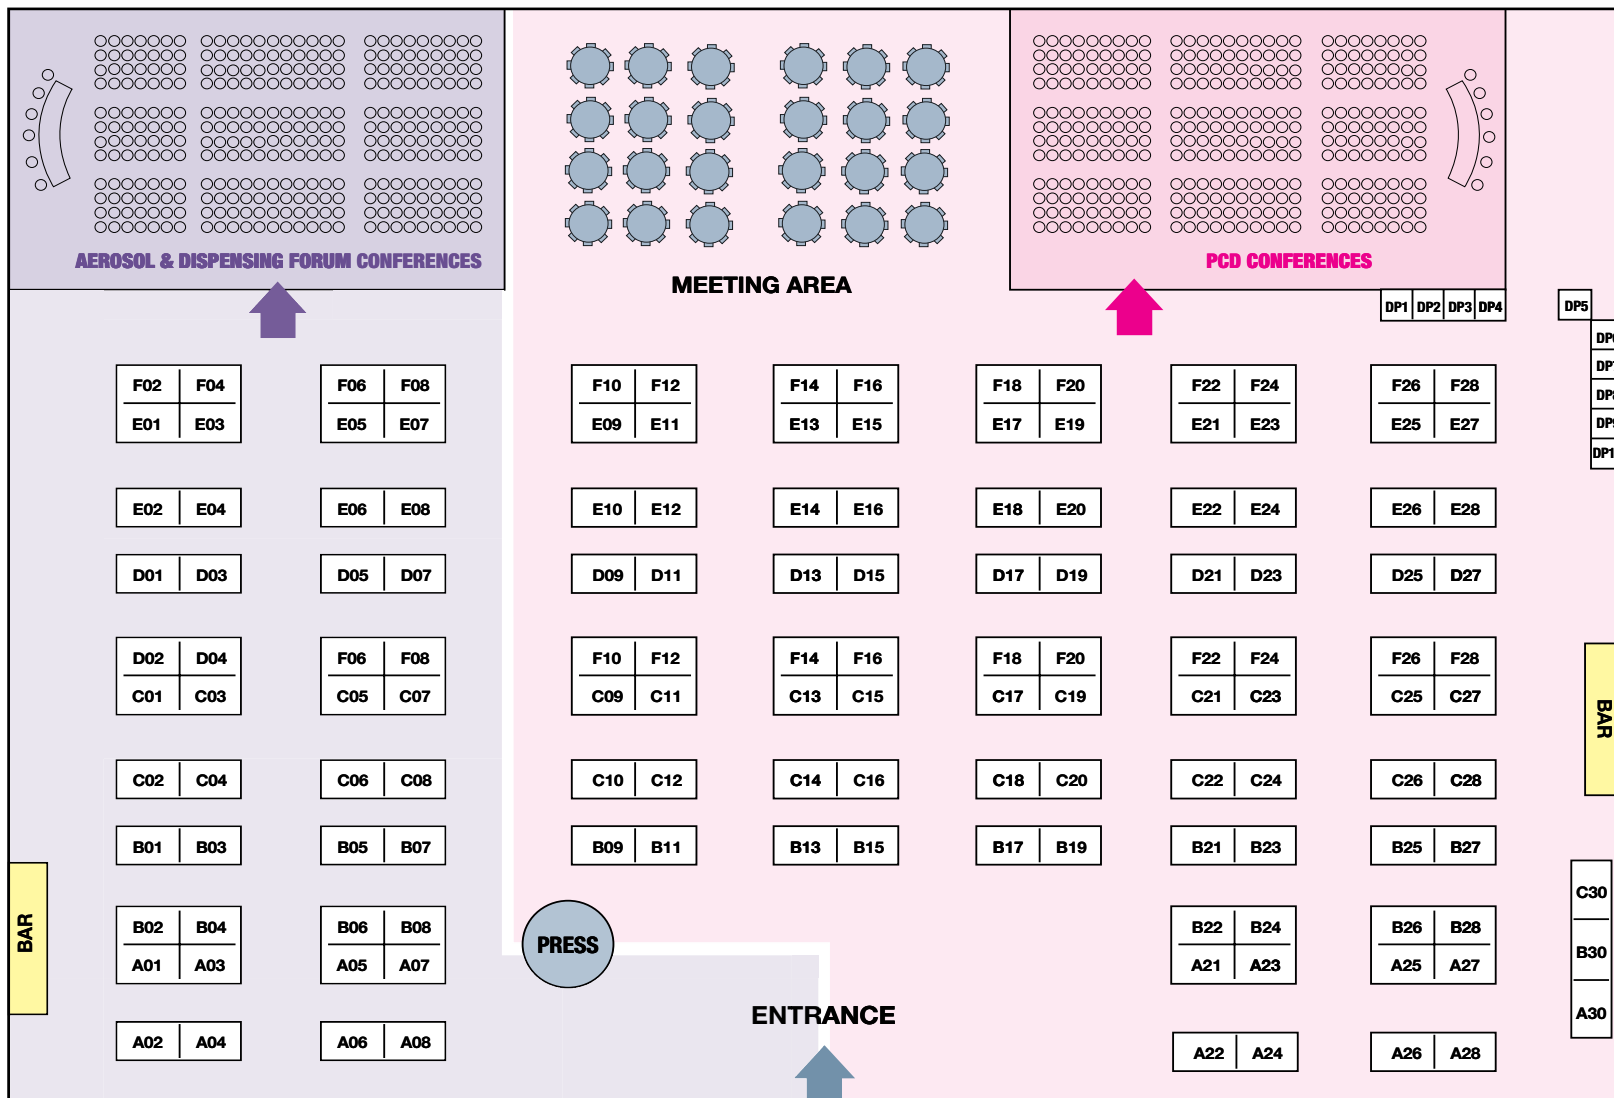 AEROSOL & DISPENSING FORUM CONFERENCES
MEETING AREA
PCD CONFERENCES
DP1 DP2 DP3 DP4
DP5
F02 F04 F06 F08 F10 F12 F14 F16 F18 F20 F22 F24 F26 F28
E01 E03 E05 E07 E09 E11 E13 E15 E17 E19 E21 E23 E25 E27
E02 E04 E06 E08 E10 E12 E14 E16 E18 E20 E22 E24 E26 E28
D01 D03 D05 D07 D09 D11 D13 D15 D17 D19 D21 D23 D25 D27
D02 D04 F06 F08 F10 F12 F14 F16 F18 F20 F22 F24 F26 F28
C01 C03 C05 C07 C09 C11 C13 C15 C17 C19 C21 C23 C25 C27
BAR
C02 C04 C06 C08 C10 C12 C14 C16 C18 C20 C22 C24 C26 C28
B01 B03 B05 B07 B09 B11 B13 B15 B17 B19 B21 B23 B25 B27
C30
BAR
B02 B04 B06 B08 B22 B24 B26 B28
PRESS
B30
A01 A03 A05 A07 A21 A23 A25 A27
ENTRANCE
A30
A02 A04 A06 A08 A22 A24 A26 A28